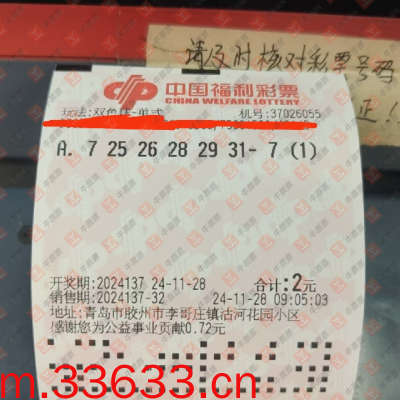 请及时核对彩票号码
正！
中国福利彩票
CHINA WELFARE LOTTERY
玩法:双色球-单式 机号:37026055
A. 7 25 26 28 29 31- 7 (1)
开奖期:2024137 24-11-28 合计:2元
销售期:2024137-32 24-11-28 09:05:03
地址:青岛市胶州市李哥庄镇沽河花园小区
感谢您为公益事业贡献0.72元
m.33633.cn